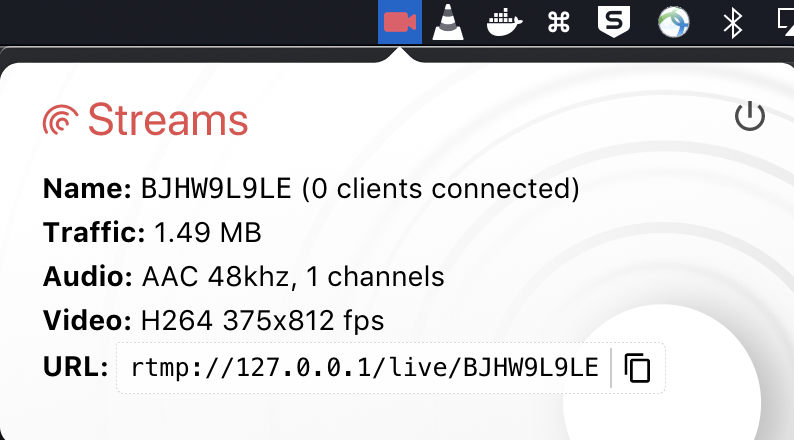 S
Streams
Name: BJHW9L9LE (0 clients connected)
Traffic: 1.49 MB
Audio: AAC 48khz, 1 channels
Video: H264 375x812 fps
URL: rtmp://127.0.0.1/live/BJHW9L9LE